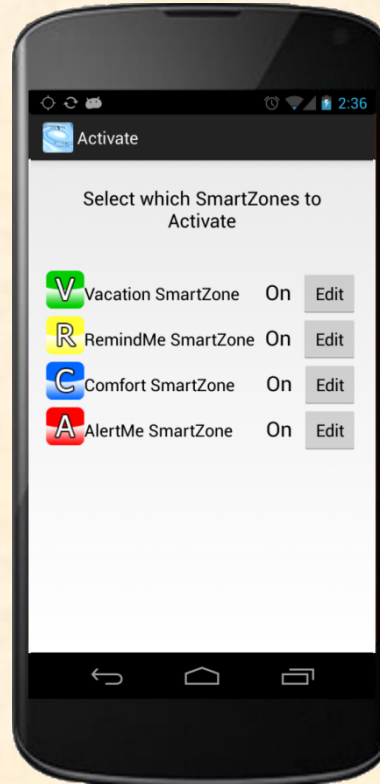 2:36
Activate
Select which SmartZones to
Activate
V Vacation SmartZone On Edit
R RemindMe SmartZone On Edit
C Comfort SmartZone On Edit
A AlertMe SmartZone On Edit